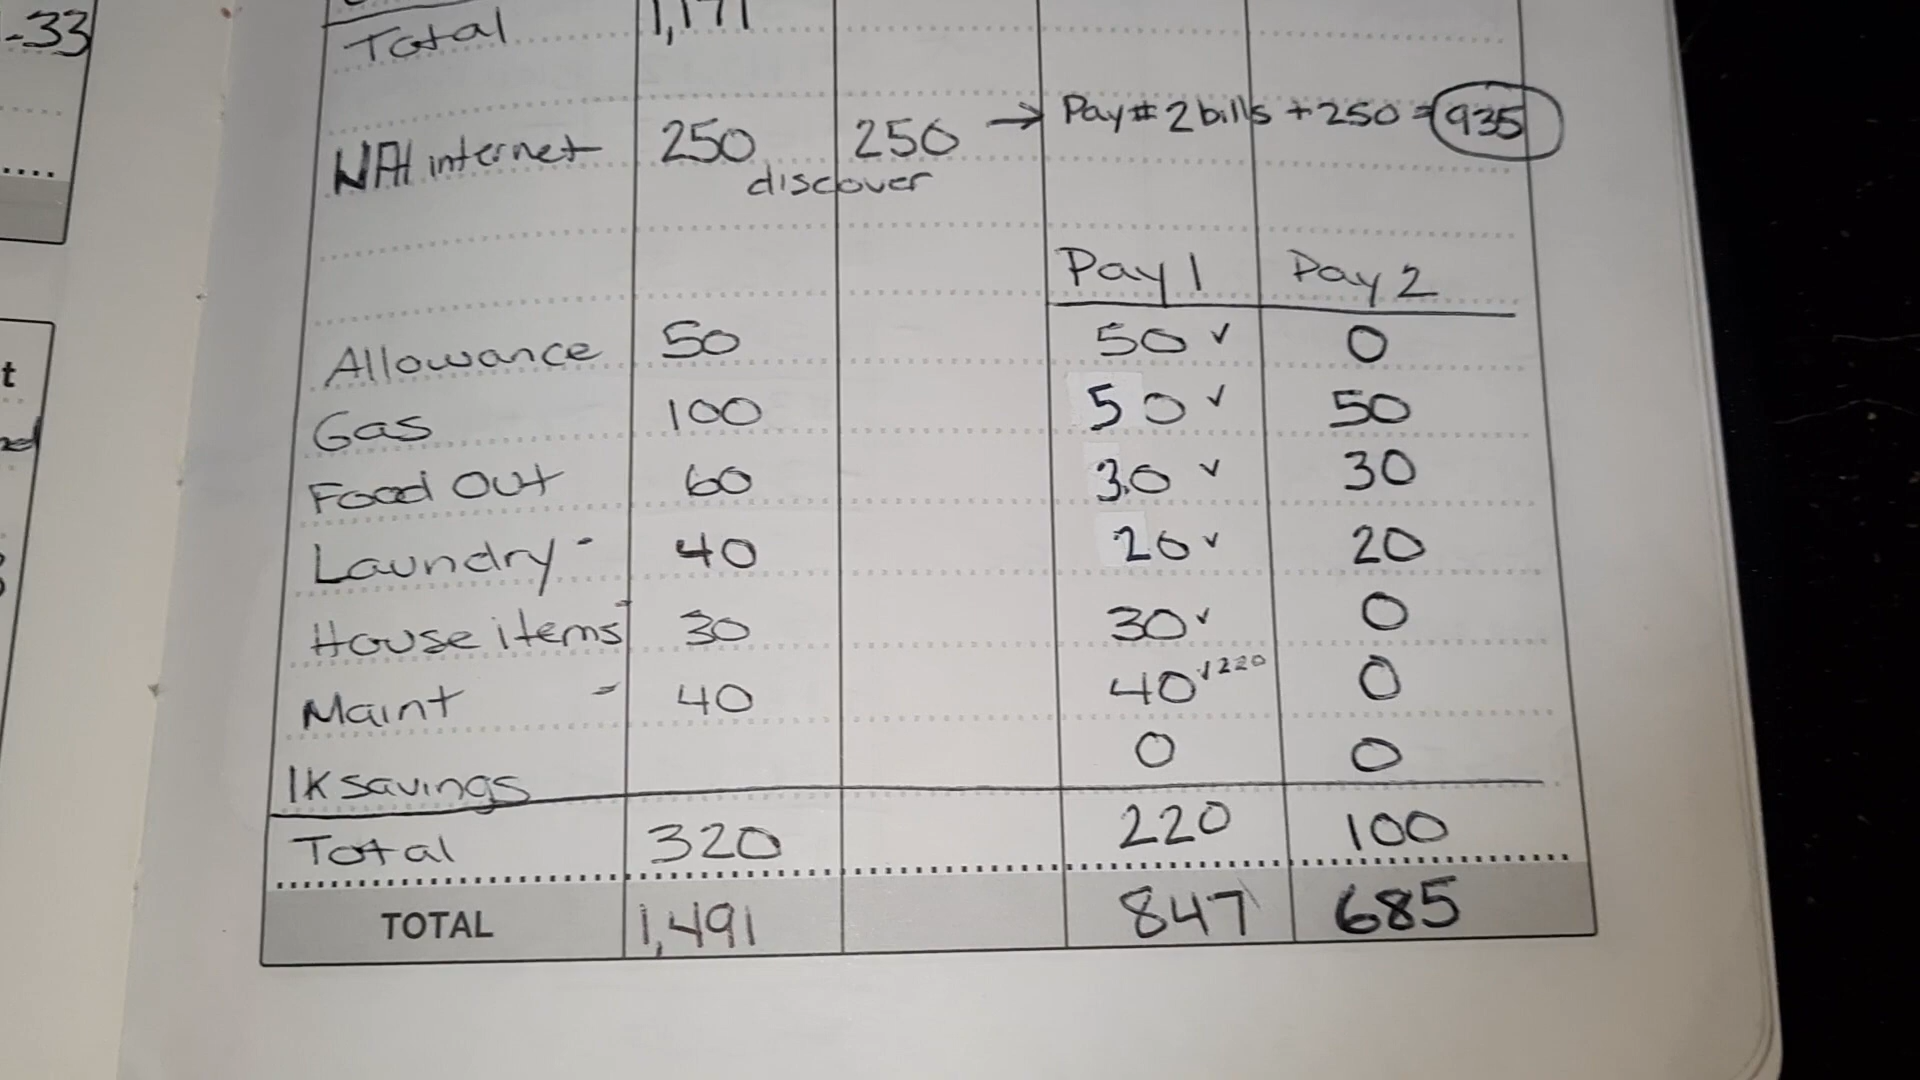 -33
Total 1,171
Pay # 2 bills + 250 = 935
internet 250 250 →
discover
Pay 1 Pay 2
t
Allowance 50 50 ✓ 0
Gas 100 50 ✓ 50
Food Out 60 30 ✓ 30
Laundry - 40 20 ✓ 20
House items - 30 30 ✓ 0
Maint - 40 40 ✓ 220 0
1K savings 0 0
Total 320 220 100
TOTAL 1,491 847 685